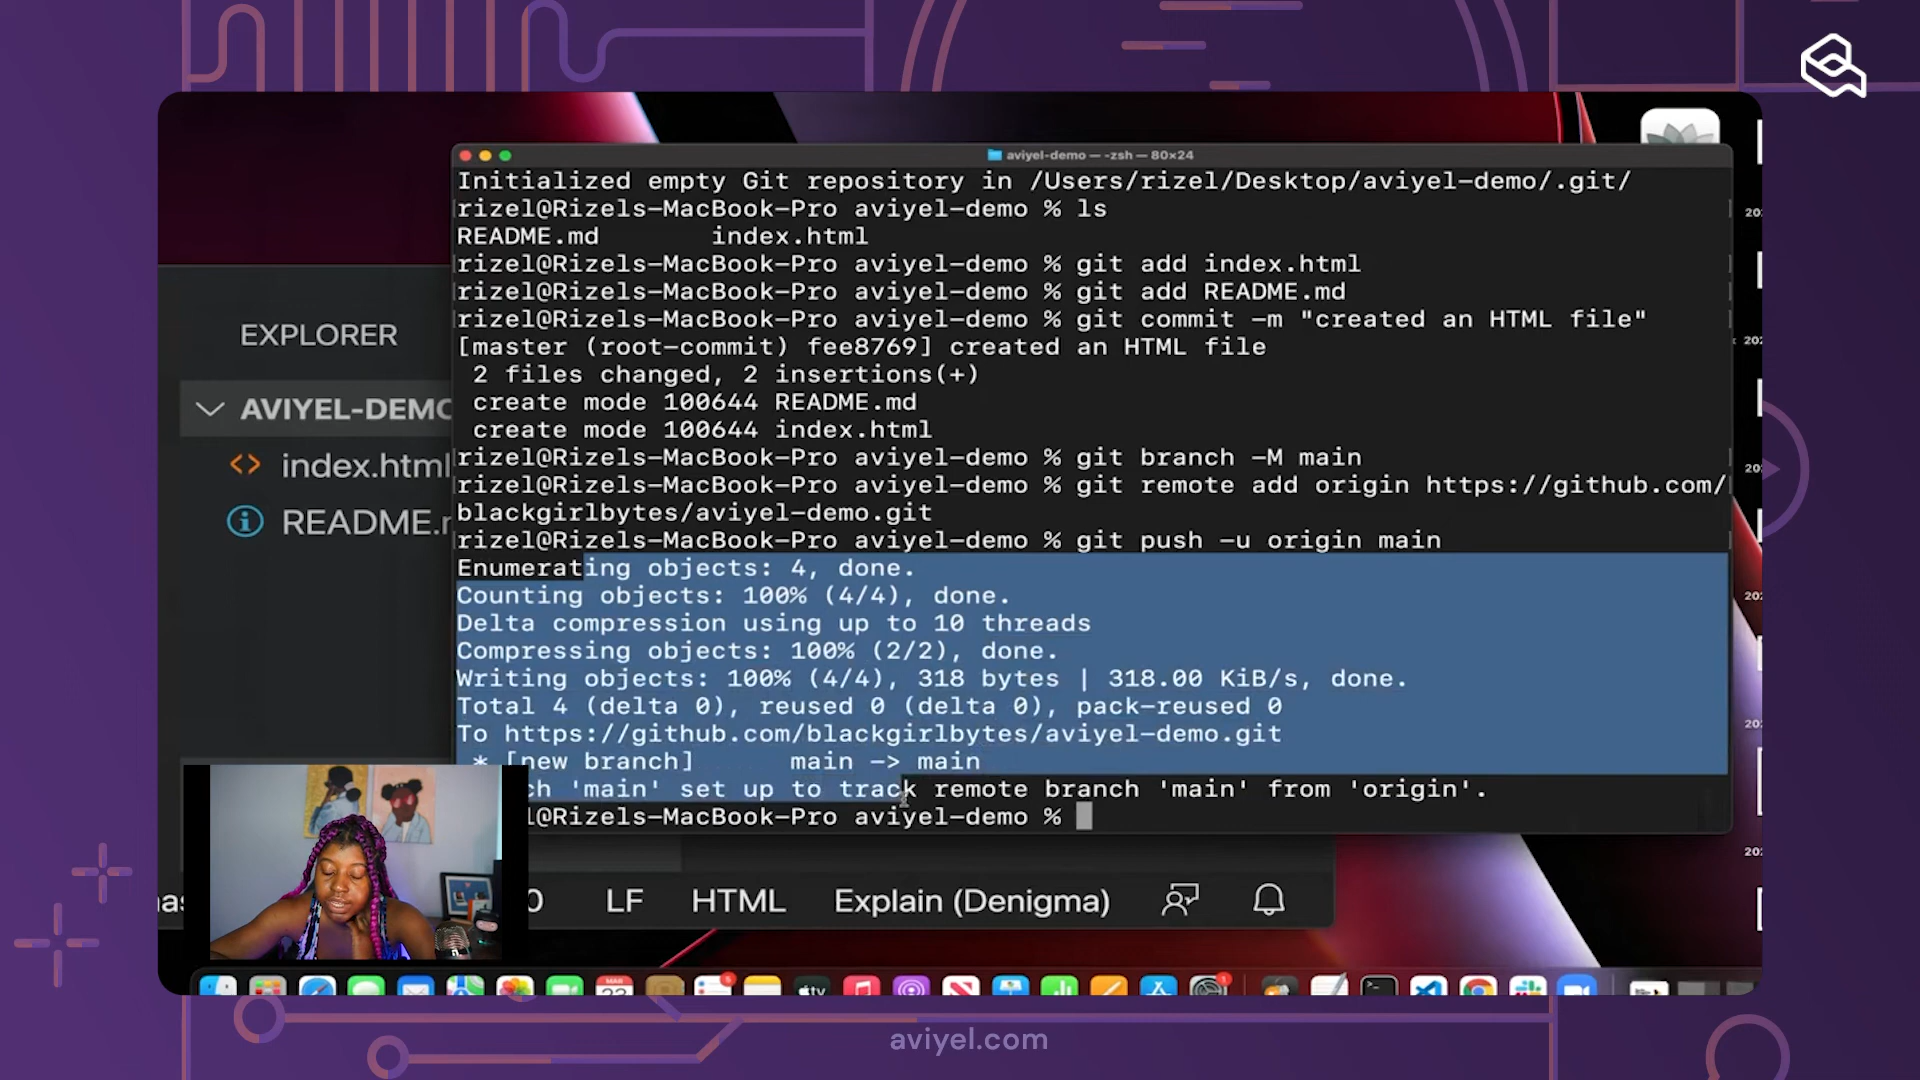 aviyel-demo — -zsh — 80×24
Initialized empty Git repository in /Users/rizel/Desktop/aviyel-demo/.git/
rizel@Rizels-MacBook-Pro aviyel-demo % ls
README.md index.html
rizel@Rizels-MacBook-Pro aviyel-demo % git add index.html
rizel@Rizels-MacBook-Pro aviyel-demo % git add README.md
rizel@Rizels-MacBook-Pro aviyel-demo % git commit -m "created an HTML file"
[master (root-commit) fee8769] created an HTML file
2 files changed, 2 insertions(+)
create mode 100644 README.md
create mode 100644 index.html
rizel@Rizels-MacBook-Pro aviyel-demo % git branch -M main
rizel@Rizels-MacBook-Pro aviyel-demo % git remote add origin https://github.com/
blackgirlbytes/aviyel-demo.git
rizel@Rizels-MacBook-Pro aviyel-demo % git push -u origin main
Enumerating objects: 4, done.
Counting objects: 100% (4/4), done.
Delta compression using up to 10 threads
Compressing objects: 100% (2/2), done.
Writing objects: 100% (4/4), 318 bytes | 318.00 KiB/s, done.
Total 4 (delta 0), reused 0 (delta 0), pack-reused 0
To https://github.com/blackgirlbytes/aviyel-demo.git
* [new branch] main -> main
ch 'main' set up to track remote branch 'main' from 'origin'.
l@Rizels-MacBook-Pro aviyel-demo %
EXPLORER
AVIYEL-DEMO
index.html
README.
LF HTML Explain (Denigma)
tv
aviyel.com